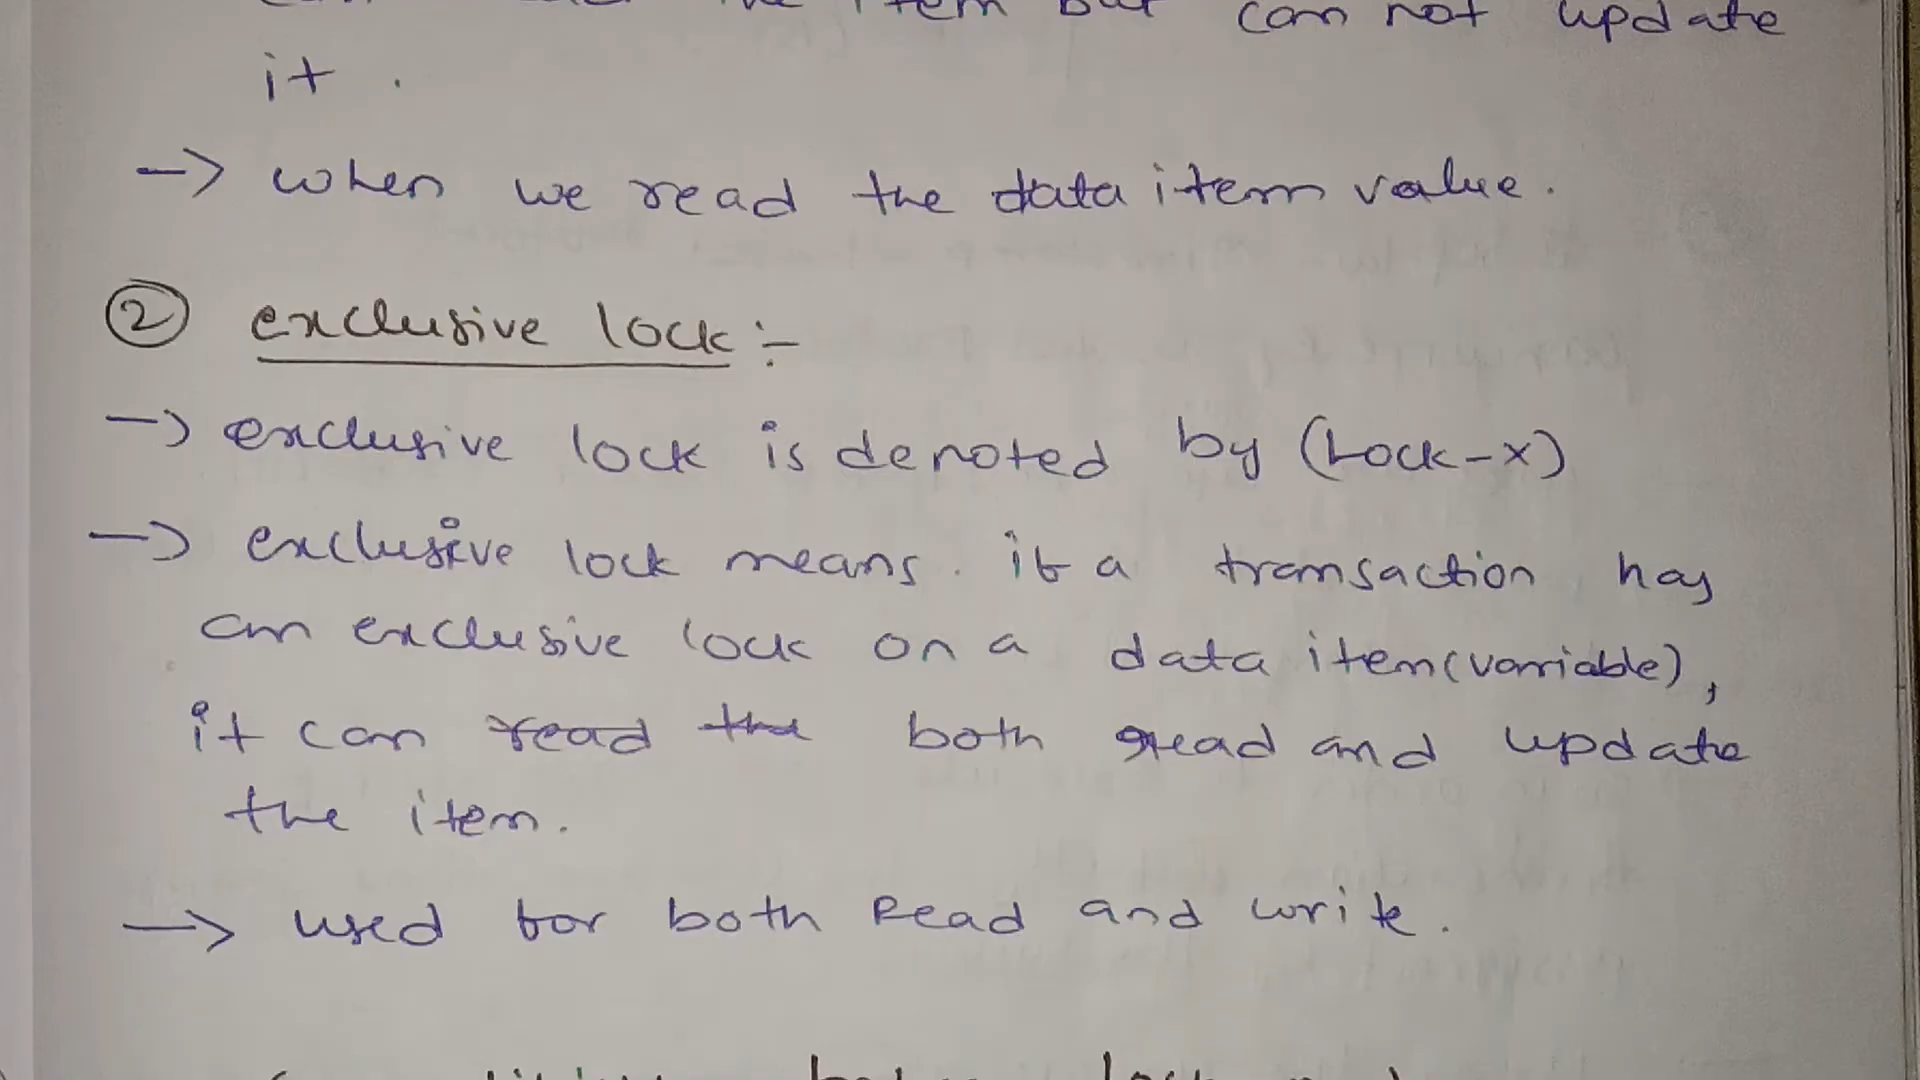 item but can not update
it .
-> when we read the data item value.
② exclusive lock :-
-> exclusive lock is denoted by (Lock-X)
-> exclusive lock means. if a transaction has
an exclusive lock on a data item (variable),
it can read the both read and update
the item.
-> used for both Read and write.